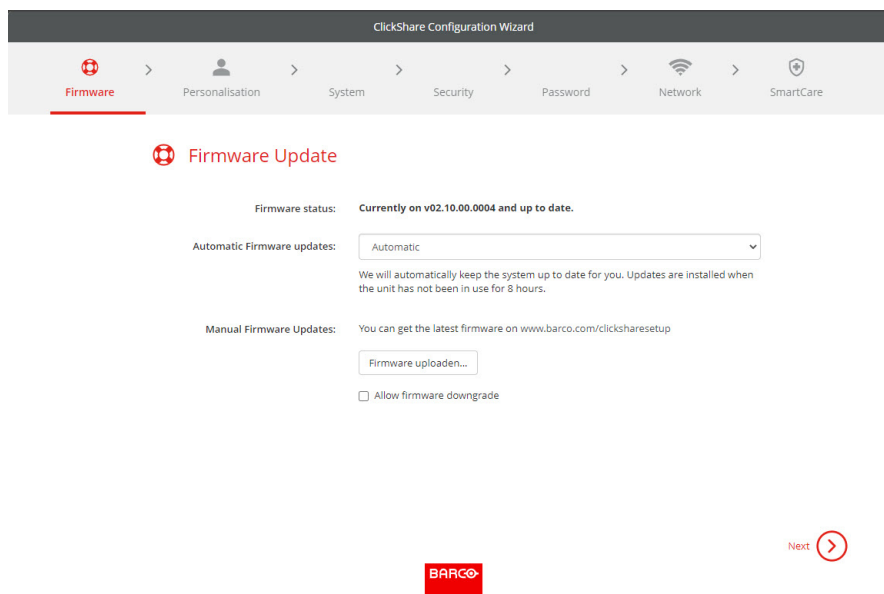 ClickShare Configuration Wizard
Firmware
Personalisation
System
Security
Password
Network
SmartCare
Firmware Update
Firmware status: Currently on v02.10.00.0004 and up to date.
Automatic Firmware updates: Automatic
We will automatically keep the system up to date for you. Updates are installed when
the unit has not been in use for 8 hours.
Manual Firmware Updates: You can get the latest firmware on www.barco.com/clicksharesetup
Firmware uploaden...
Allow firmware downgrade
Next
BARCO